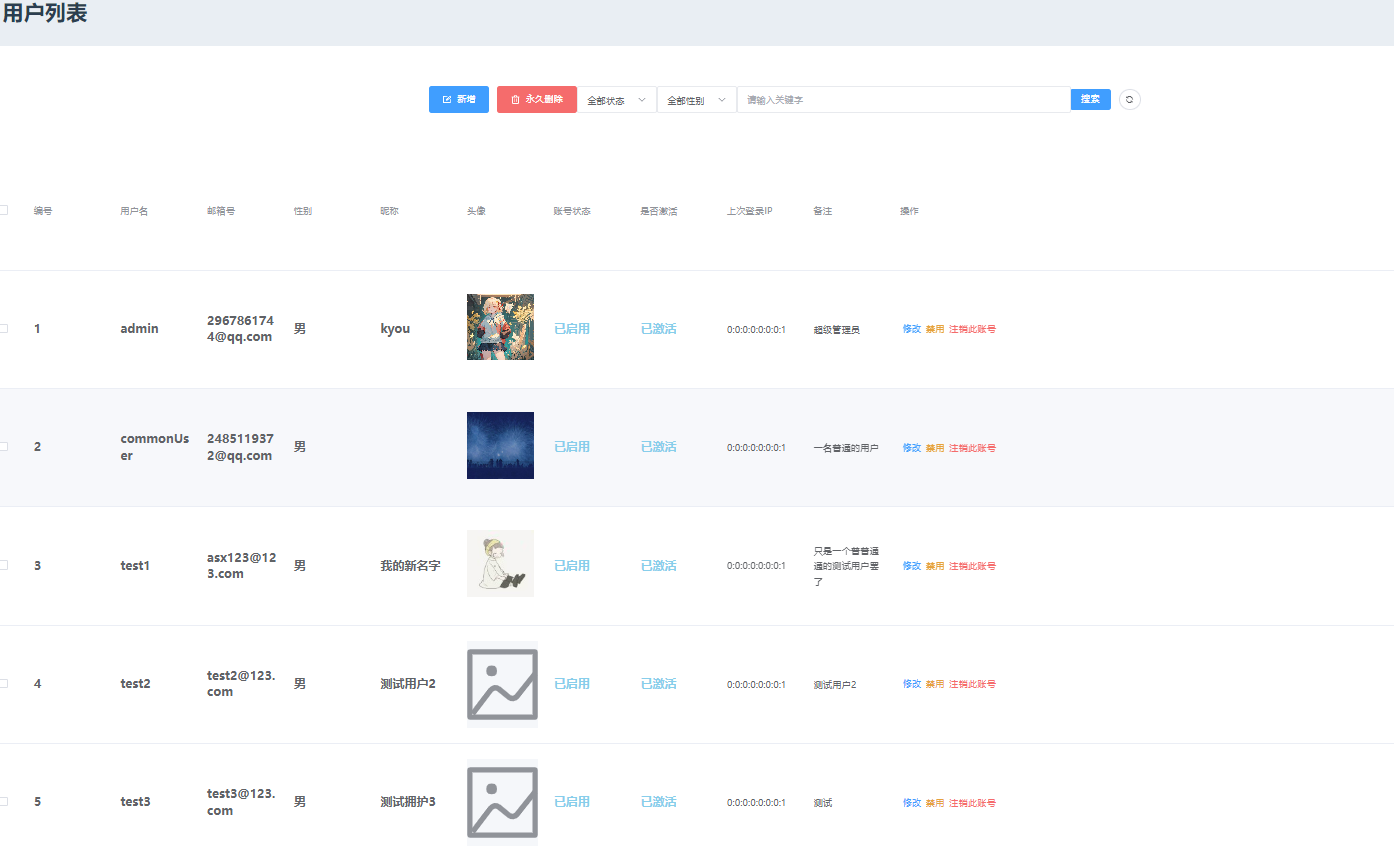 用户列表
新增 永久删除 全部状态 全部性别 请输入关键字 搜索
编号 用户名 邮箱号 性别 昵称 头像 账号状态 是否激活 上次登录IP 备注 操作
1 admin 296786174 男 kyou 已启用 已激活 0:0:0:0:0:0:0:1 超级管理员 修改 禁用 注销此账号
4@qq.com
2 commonUs 248511937 男 已启用 已激活 0:0:0:0:0:0:0:1 一名普通的用户 修改 禁用 注销此账号
er 2@qq.com
3 test1 asx123@12 男 我的新名字 已启用 已激活 0:0:0:0:0:0:0:1 只是一个普普通 修改 禁用 注销此账号
3.com 通的测试用户罢
了
4 test2 test2@123. 男 测试用户2 已启用 已激活 0:0:0:0:0:0:0:1 测试用户2 修改 禁用 注销此账号
com
5 test3 test3@123. 男 测试拥护3 已启用 已激活 0:0:0:0:0:0:0:1 测试 修改 禁用 注销此账号
com